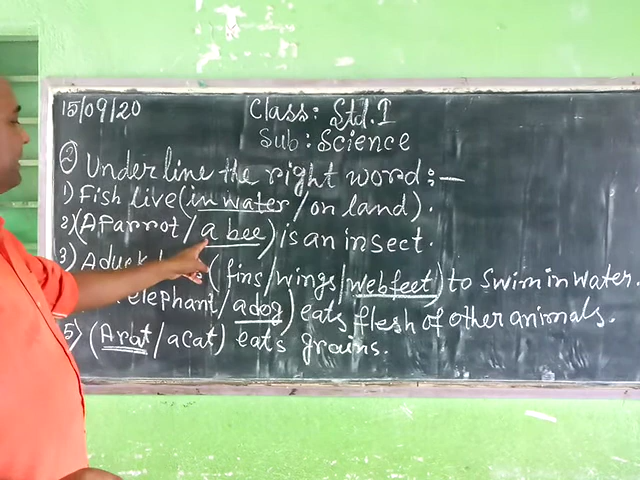 15/09/20
Class: Std. I
Sub: Science
② Underline the right word:—
1) Fish live (in water / on land).
2) (A Parrot / a bee) is an insect.
3) A duck (fins / wings / webfeet) to swim in water.
elephant / a dog) eats flesh of other animals.
5) (A rat / a cat) eats grains.